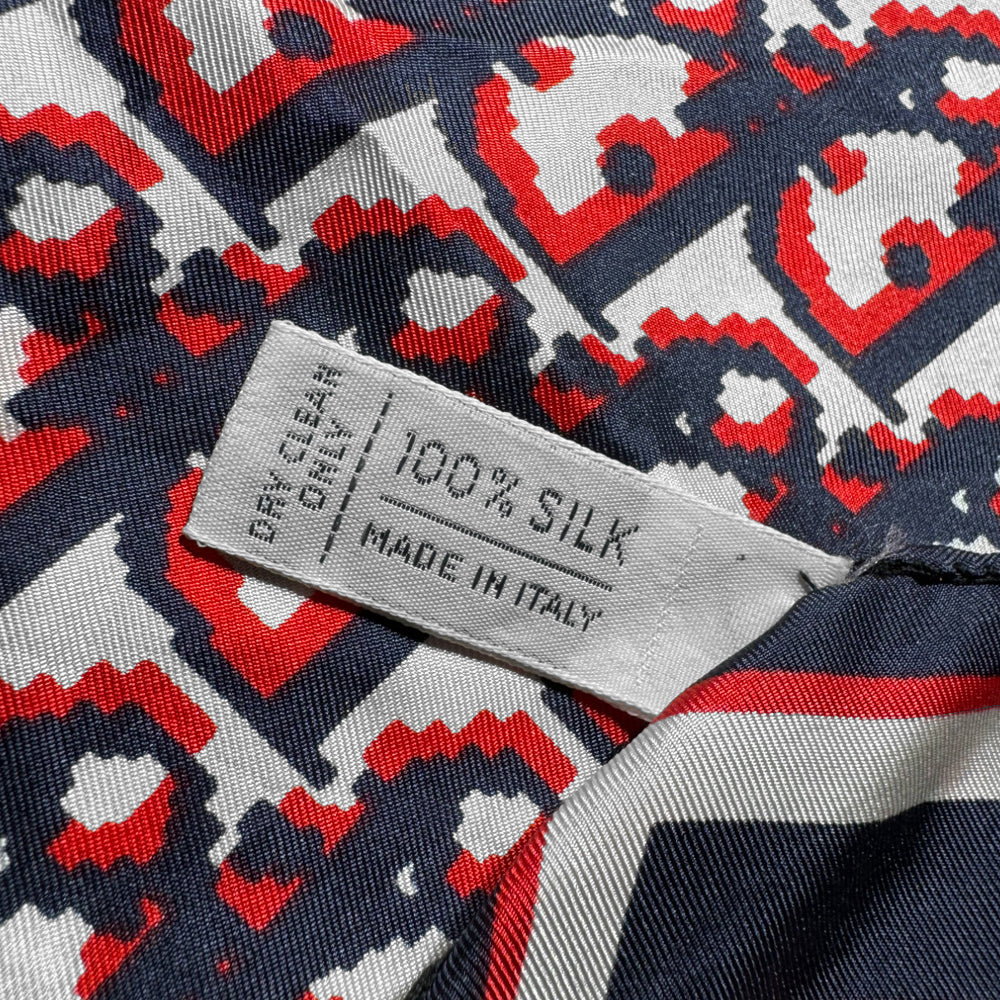 DRY CLEAN
ONLY
100% SILK
MADE IN ITALY